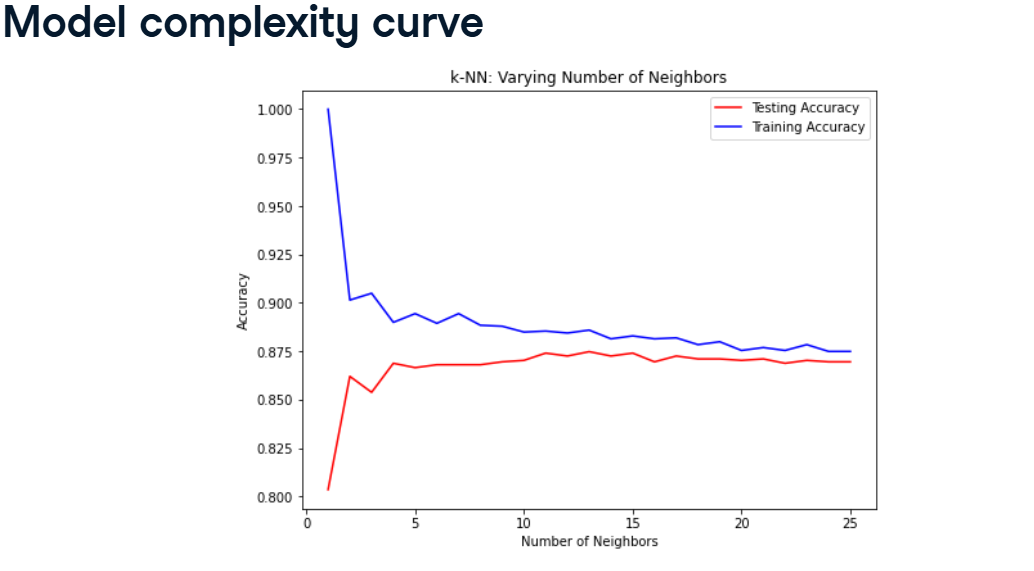 Model complexity curve
k-NN: Varying Number of Neighbors
Testing Accuracy
Training Accuracy
1.000
0.975
0.950
0.925
0.900
0.875
0.850
0.825
0.800
Accuracy
0 5 10 15 20 25
Number of Neighbors